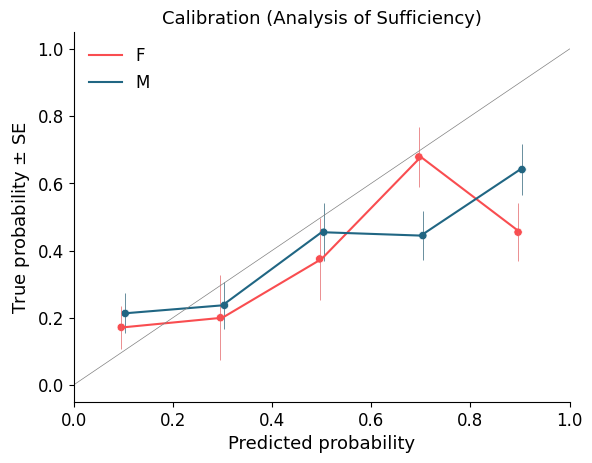 Calibration (Analysis of Sufficiency)
F
M
True probability ± SE
1.0
0.8
0.6
0.4
0.2
0.0
0.0 0.2 0.4 0.6 0.8 1.0
Predicted probability